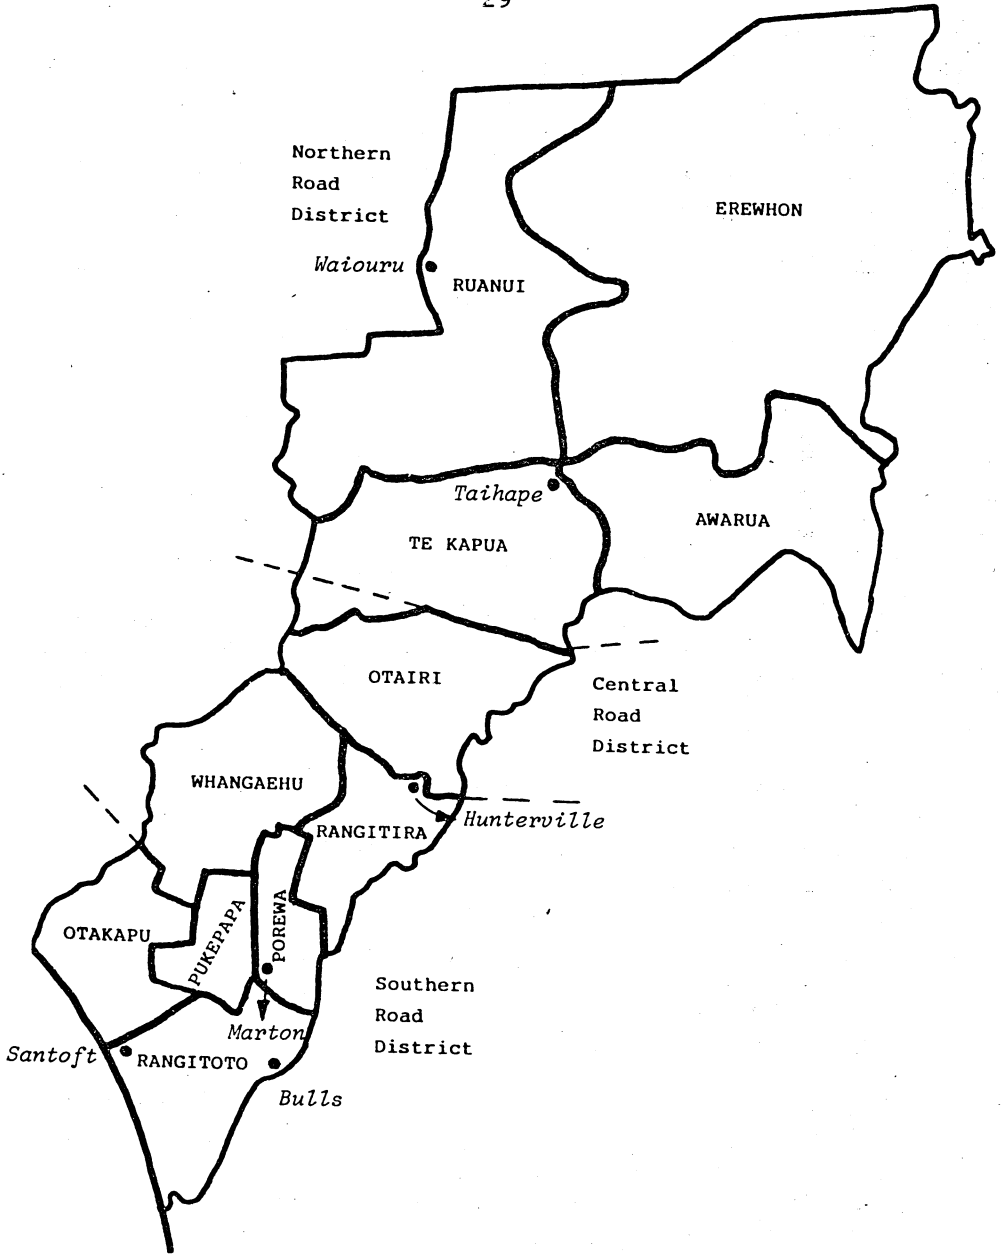 29
Northern
Road
District
EREWHON
Waiouru
RUANUI
Taihape
AWARUA
TE KAPUA
OTAIRI
Central
Road
District
WHANGAEHU
Hunterville
RANGITIRA
POREWA
PUKEPAPA
OTAKAPU
Southern
Road
District
Marton
Santoft
RANGITOTO
Bulls